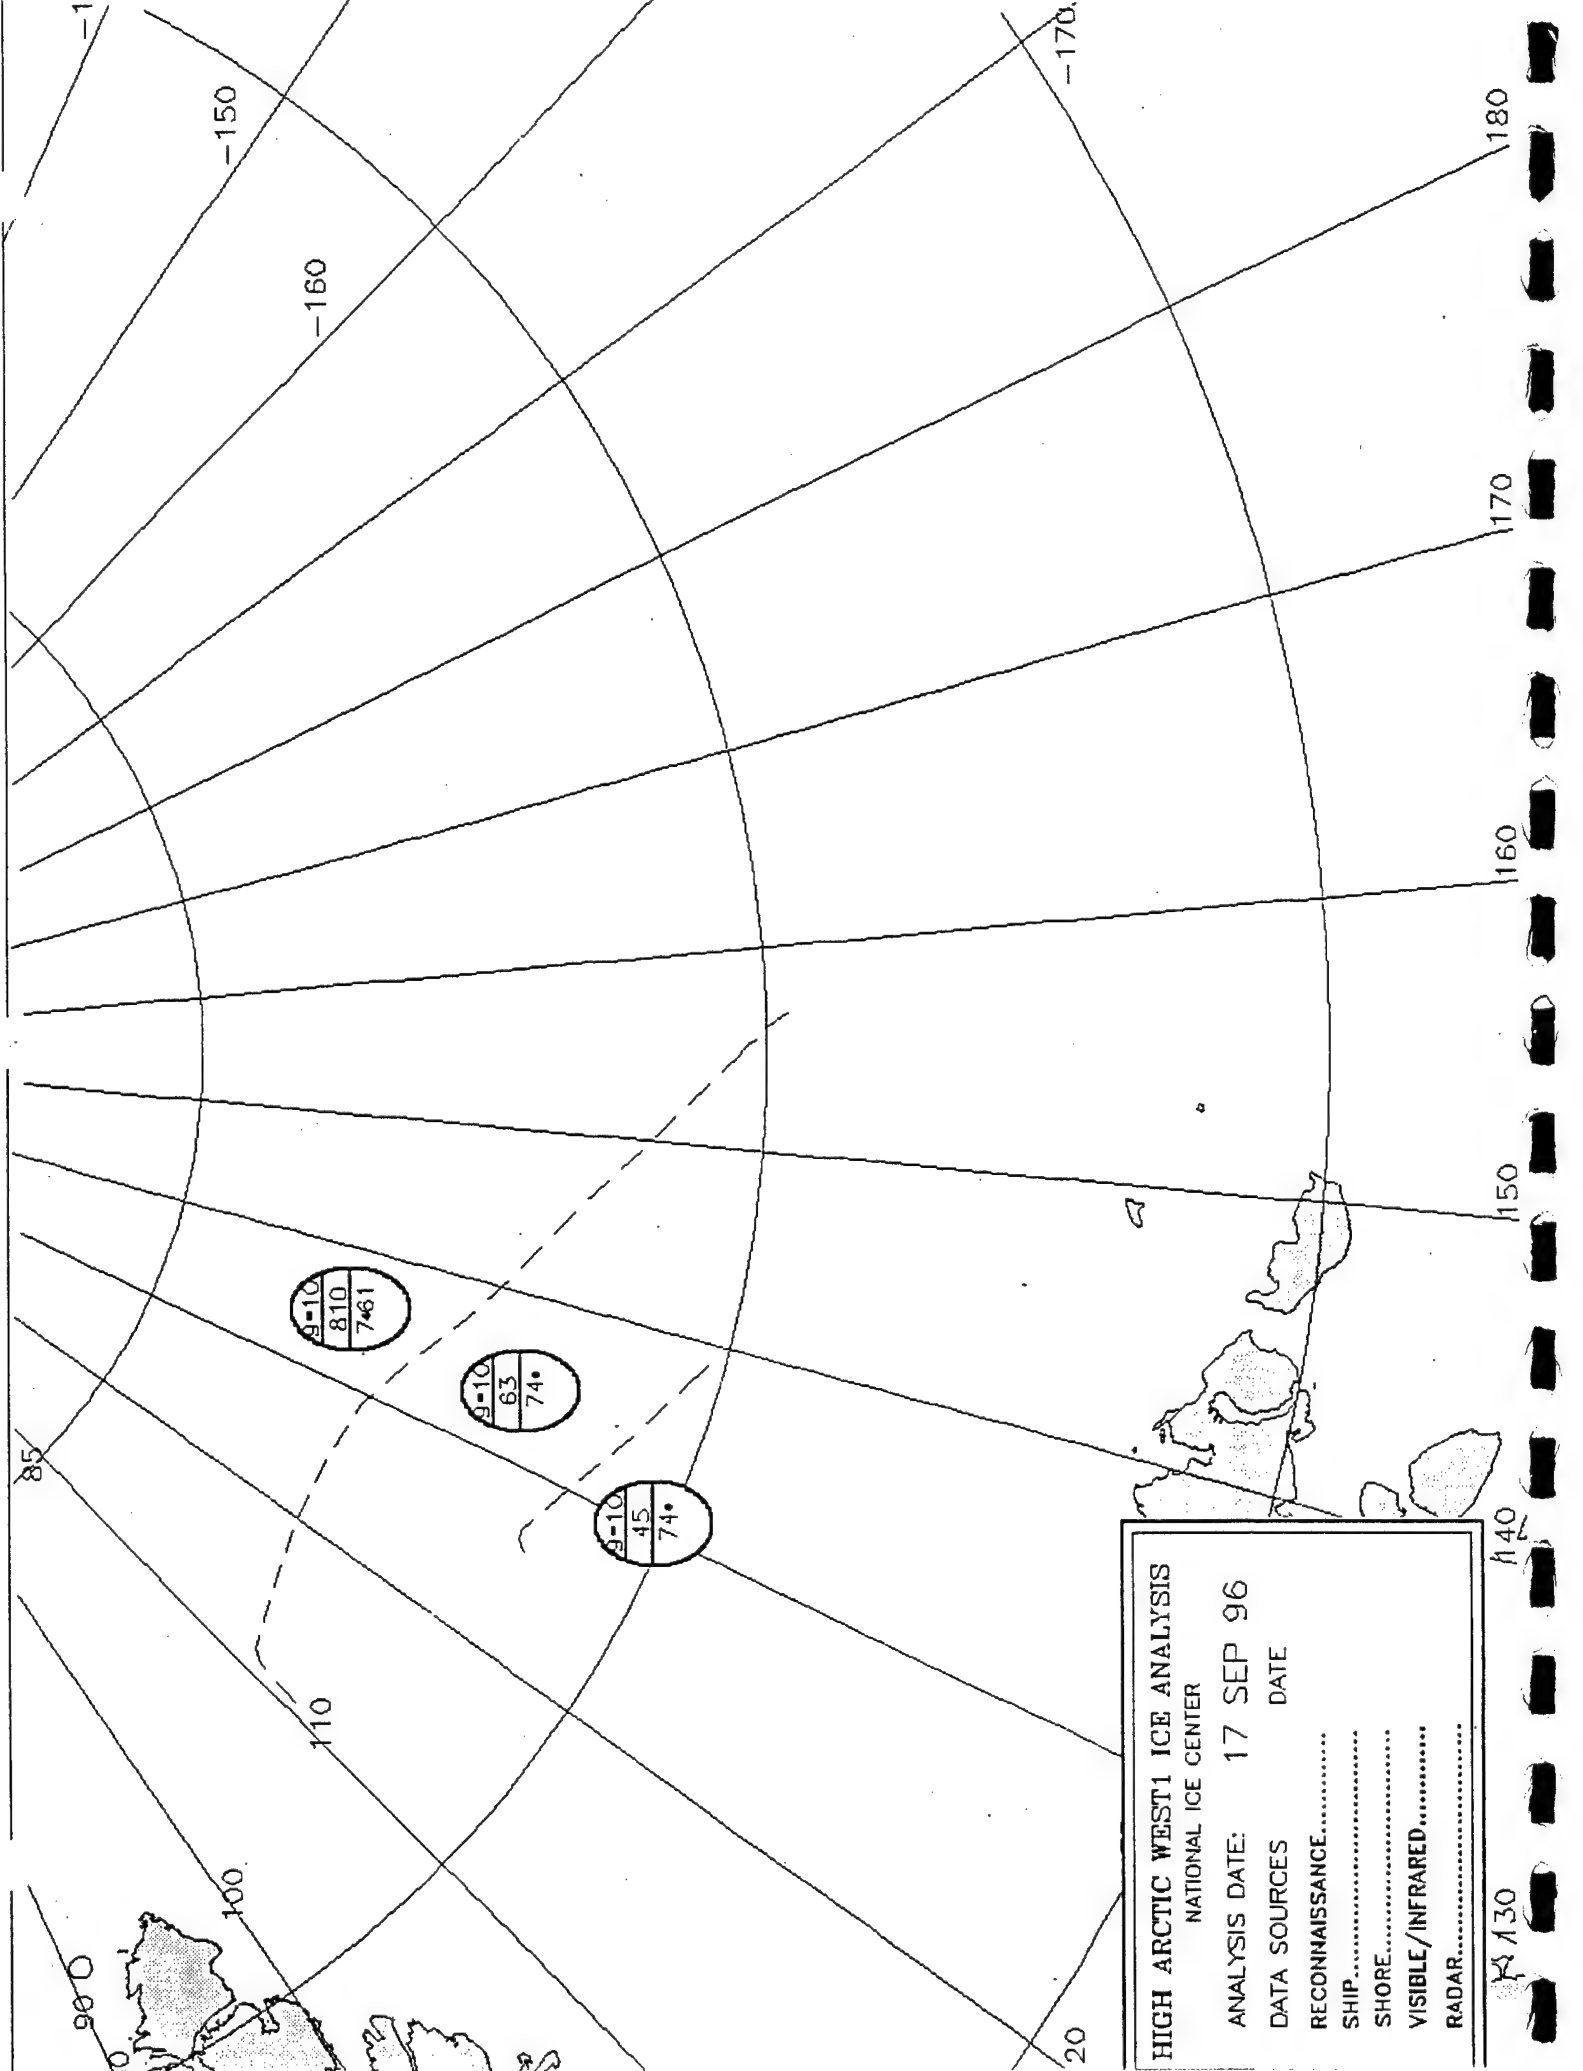 HIGH ARCTIC WEST1 ICE ANALYSIS
NATIONAL ICE CENTER
ANALYSIS DATE: 17 SEP 96
DATA SOURCES DATE
RECONNAISSANCE............
SHIP........................
SHORE......................
VISIBLE/INFRARED............
RADAR......................
90
100
110
85
9-10
810
7•61
9-10
63
74•
9-10
45
74•
-150
-160
-170
180
170
160
150
140
130
20